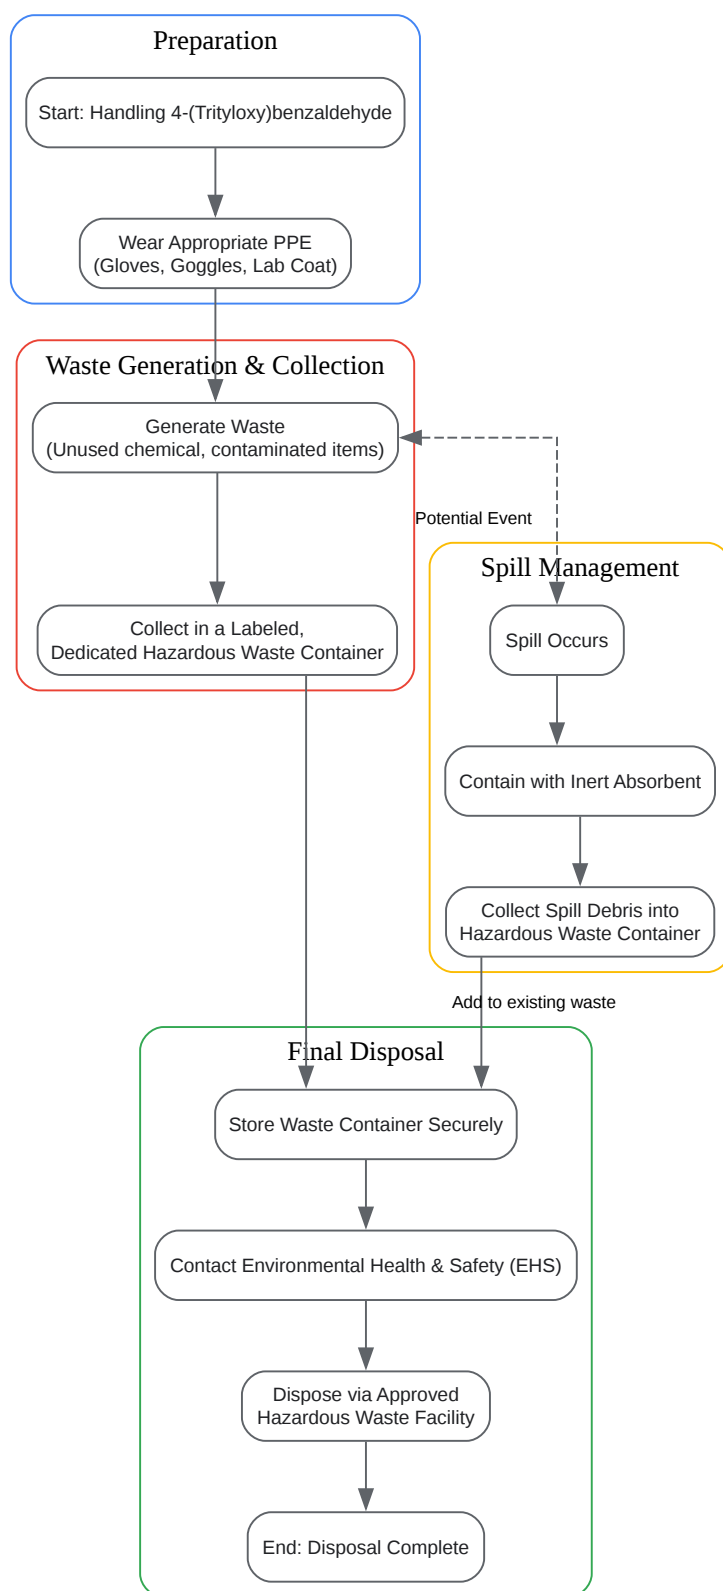 Preparation
Start: Handling 4-(Trityloxy)benzaldehyde
Wear Appropriate PPE
(Gloves, Goggles, Lab Coat)
Waste Generation & Collection
Generate Waste
(Unused chemical, contaminated items)
Potential Event
Collect in a Labeled,
Dedicated Hazardous Waste Container
Spill Management
Spill Occurs
Contain with Inert Absorbent
Collect Spill Debris into
Hazardous Waste Container
Add to existing waste
Final Disposal
Store Waste Container Securely
Contact Environmental Health & Safety (EHS)
Dispose via Approved
Hazardous Waste Facility
End: Disposal Complete